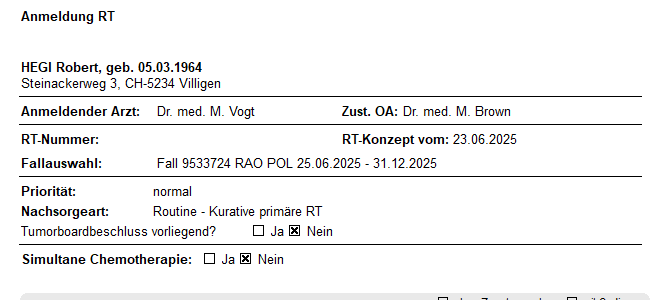 Anmeldung RT
HEGI Robert, geb. 05.03.1964
Steinackerweg 3, CH-5234 Villigen
Anmeldender Arzt: Dr. med. M. Vogt Zust. OA: Dr. med. M. Brown
RT-Nummer: RT-Konzept vom: 23.06.2025
Fallauswahl: Fall 9533724 RAO POL 25.06.2025 - 31.12.2025
Priorität: normal
Nachsorgeart: Routine - Kurative primäre RT
Tumorboardbeschluss vorliegend? ☐ Ja ☒ Nein
Simultane Chemotherapie: ☐ Ja ☒ Nein